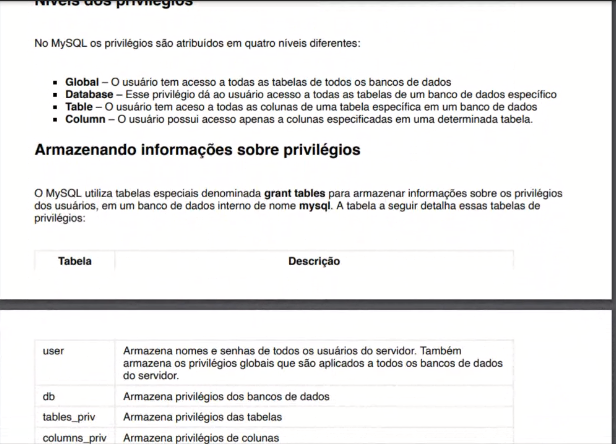 Níveis dos privilégios
No MySQL os privilégios são atribuídos em quatro níveis diferentes:
▪ Global – O usuário tem acesso a todas as tabelas de todos os bancos de dados
▪ Database – Esse privilégio dá ao usuário acesso a todas as tabelas de um banco de dados específico
▪ Table – O usuário tem aceso a todas as colunas de uma tabela específica em um banco de dados
▪ Column – O usuário possui acesso apenas a colunas especificadas em uma determinada tabela.
Armazenando informações sobre privilégios
O MySQL utiliza tabelas especiais denominada grant tables para armazenar informações sobre os privilégios
dos usuários, em um banco de dados interno de nome mysql. A tabela a seguir detalha essas tabelas de
privilégios:
Tabela Descrição
user Armazena nomes e senhas de todos os usuários do servidor. Também
armazena os privilégios globais que são aplicados a todos os bancos de dados
do servidor.
db Armazena privilégios dos bancos de dados
tables_priv Armazena privilégios das tabelas
columns_priv Armazena privilégios de colunas